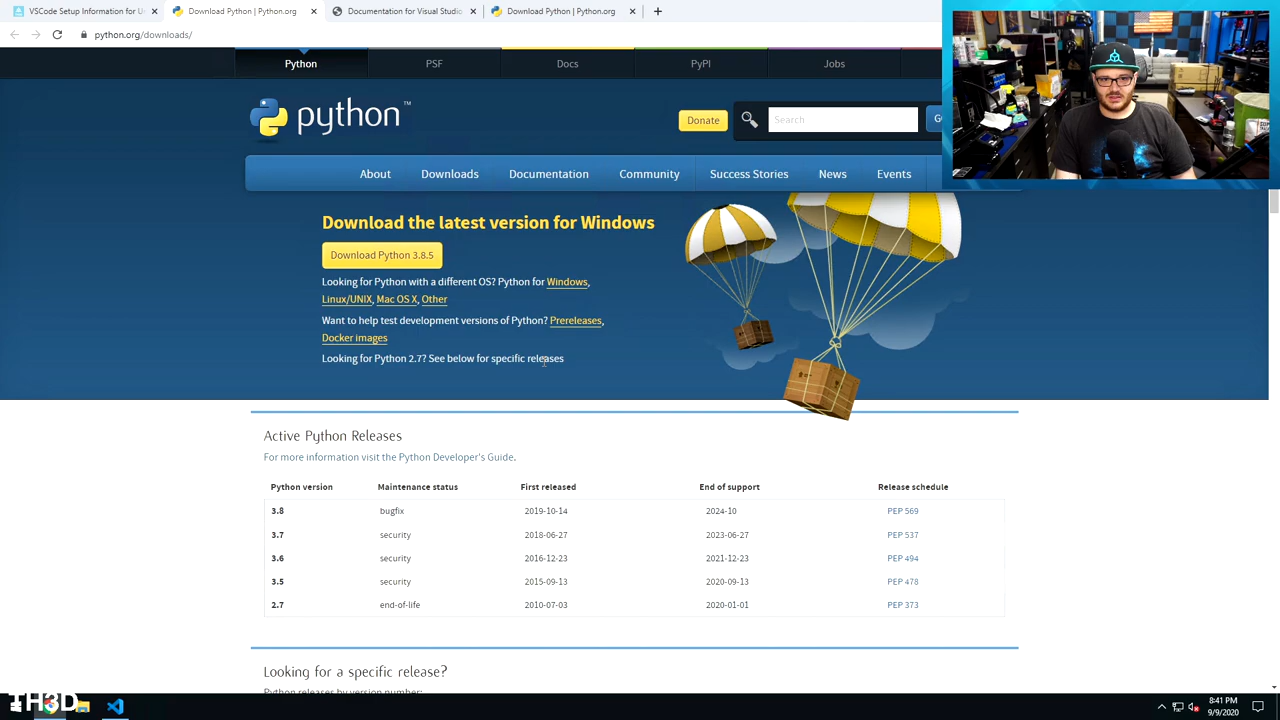 VSCode Setup Information for U
Download Python | Python.org
Documentation for Visual Studio
Download Python | Python.org
python.org/downloads/
Python
PSF
Docs
PyPI
Jobs
python™
Donate
Search
About
Downloads
Documentation
Community
Success Stories
News
Events
Download the latest version for Windows
Download Python 3.8.5
Looking for Python with a different OS? Python for Windows,
Linux/UNIX, Mac OS X, Other
Want to help test development versions of Python? Prereleases,
Docker images
Looking for Python 2.7? See below for specific releases
Active Python Releases
For more information visit the Python Developer's Guide.
Python version Maintenance status First released End of support Release schedule
3.8 bugfix 2019-10-14 2024-10 PEP 569
3.7 security 2018-06-27 2023-06-27 PEP 537
3.6 security 2016-12-23 2021-12-23 PEP 494
3.5 security 2015-09-13 2020-09-13 PEP 478
2.7 end-of-life 2010-07-03 2020-01-01 PEP 373
Looking for a specific release?
Python releases by version number:
TH3D
8:41 PM
9/9/2020